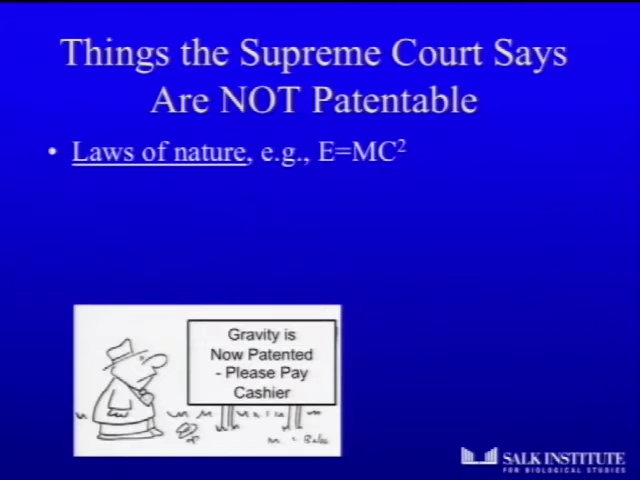 Things the Supreme Court Says
Are NOT Patentable
• Laws of nature, e.g., E=MC²
Gravity is
Now Patented
- Please Pay
Cashier
SALK INSTITUTE
FOR BIOLOGICAL STUDIES